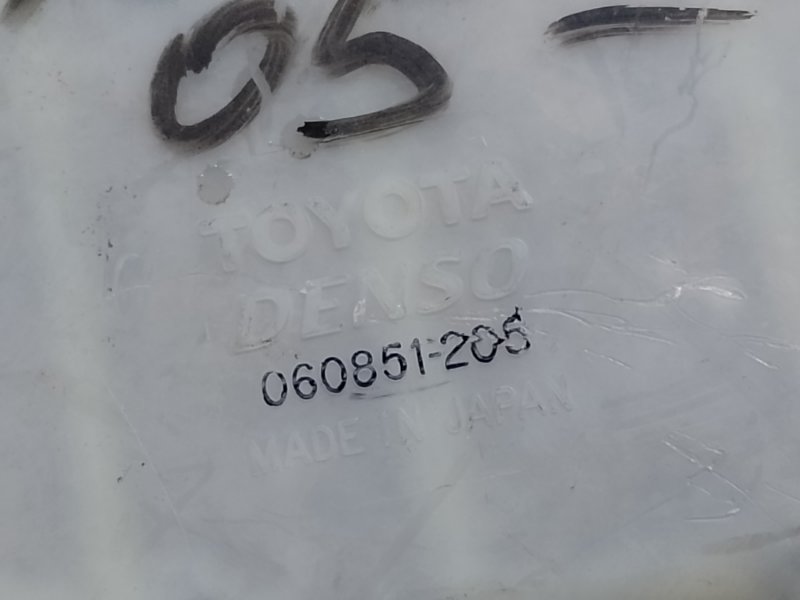 05 -
TOYOTA
DENSO
060851-205
MADE IN JAPAN